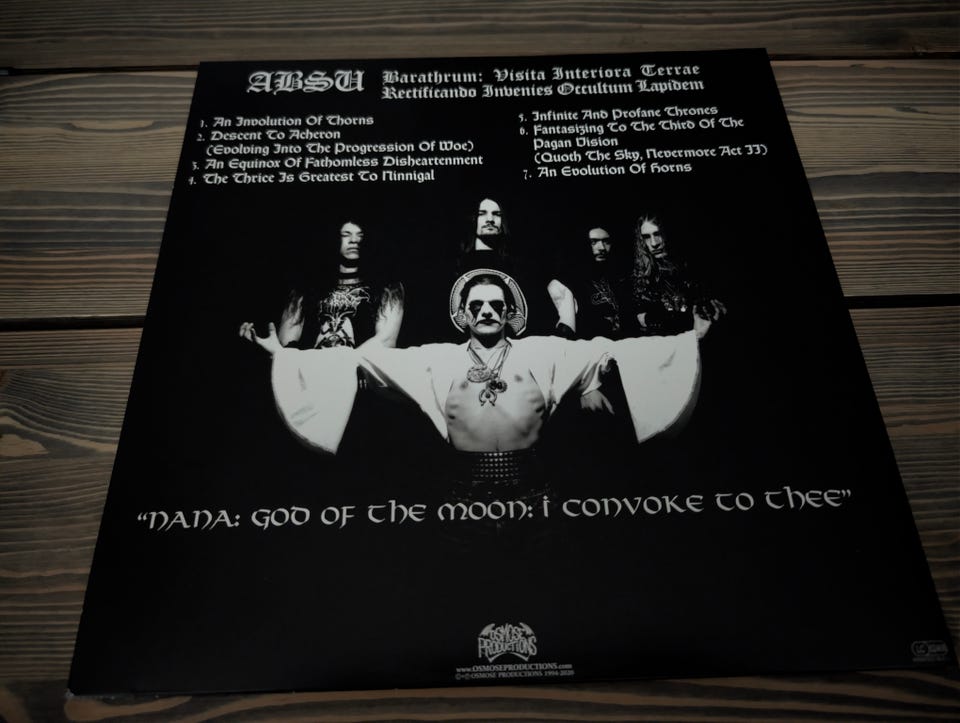 ABSU
Barathrum: Visita Interiora Terrae
Rectificando Invenies Occultum Lapidem
1. An Involution Of Thorns
2. Descent To Acheron
(Evolving Into The Progression Of Woe)
3. An Equinox Of Fathomless Disheartenment
4. The Thrice Is Greatest To Ninnigal
5. Infinite And Profane Thrones
6. Fantasizing To The Third Of The
Pagan Vision
(Quoth The Sky, Nevermore Act II)
7. An Evolution Of Horns
"NANA: GOD OF THE MOON: I CONVOKE TO THEE"
OSMOSE
PRODUCTIONS
www.OSMOSEPRODUCTIONS.com
℗ © OSMOSE PRODUCTIONS 1994-2020